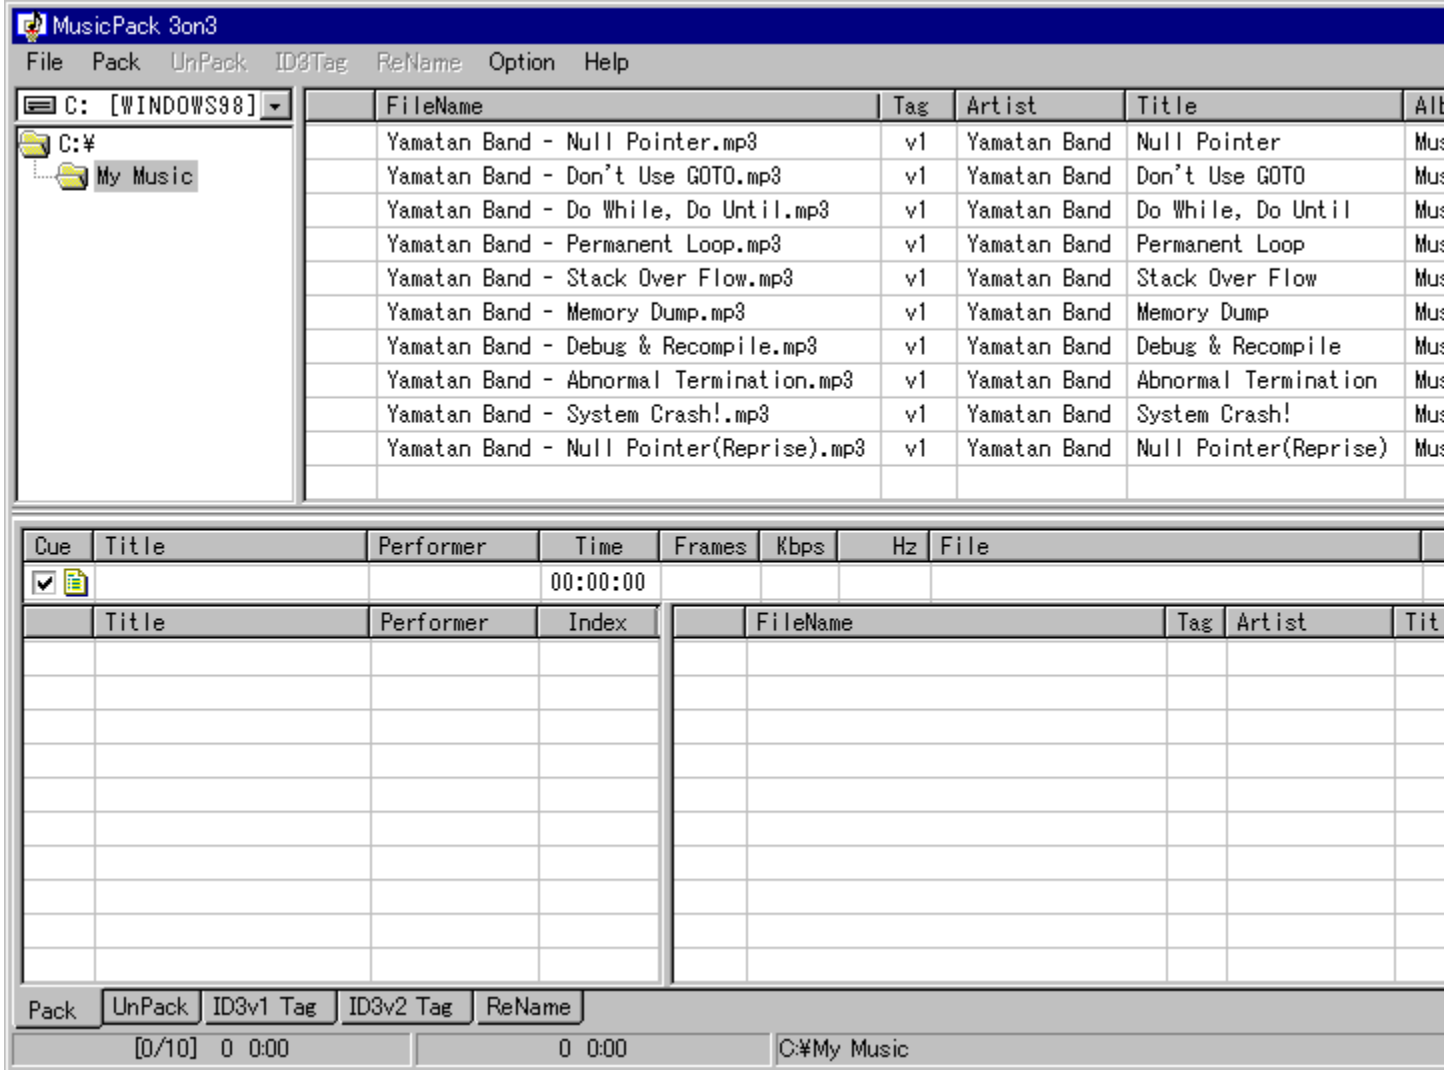 MusicPack 3on3
File Pack UnPack ID3Tag ReName Option Help
C: [WINDOWS98]
C:¥
My Music
FileName Tag Artist Title
Yamatan Band - Null Pointer.mp3 v1 Yamatan Band Null Pointer
Yamatan Band - Don't Use GOTO.mp3 v1 Yamatan Band Don't Use GOTO
Yamatan Band - Do While, Do Until.mp3 v1 Yamatan Band Do While, Do Until
Yamatan Band - Permanent Loop.mp3 v1 Yamatan Band Permanent Loop
Yamatan Band - Stack Over Flow.mp3 v1 Yamatan Band Stack Over Flow
Yamatan Band - Memory Dump.mp3 v1 Yamatan Band Memory Dump
Yamatan Band - Debug & Recompile.mp3 v1 Yamatan Band Debug & Recompile
Yamatan Band - Abnormal Termination.mp3 v1 Yamatan Band Abnormal Termination
Yamatan Band - System Crash!.mp3 v1 Yamatan Band System Crash!
Yamatan Band - Null Pointer(Reprise).mp3 v1 Yamatan Band Null Pointer(Reprise)
Cue Title Performer Time Frames Kbps Hz File
00:00:00
Title Performer Index
FileName Tag Artist Tit
Pack UnPack ID3v1 Tag ID3v2 Tag ReName
[0/10] 0 0:00 0 0:00 C:¥My Music